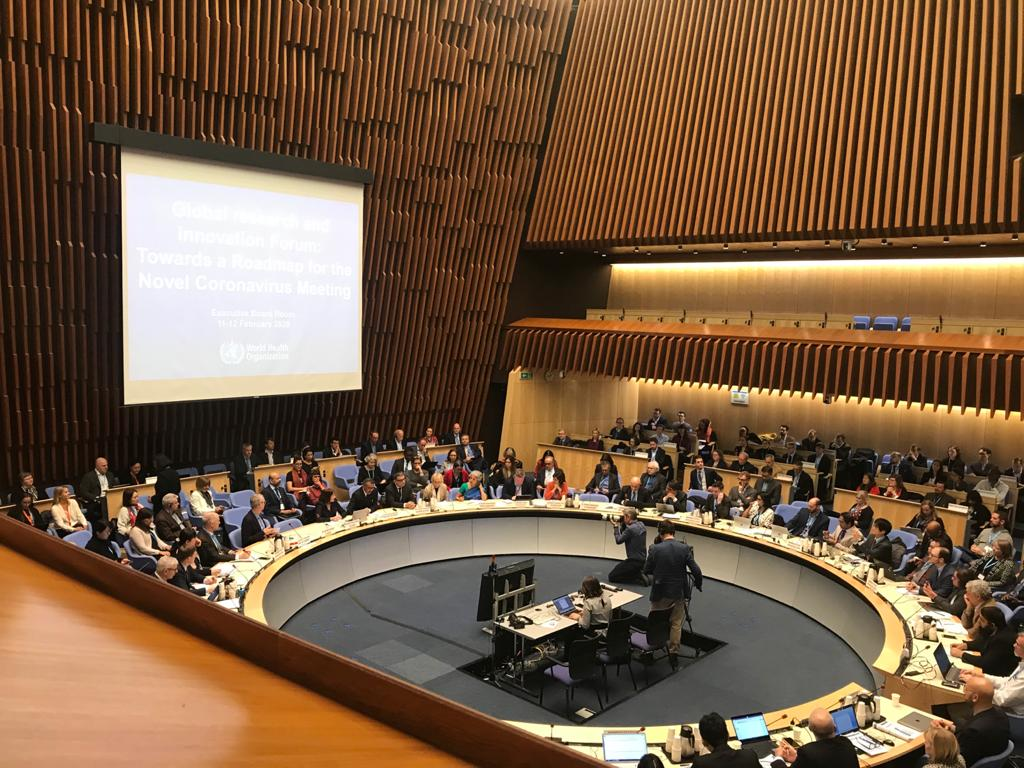 Global research and
Innovation Forum:
Towards a Roadmap for the
Novel Coronavirus Meeting
Executive Board Room
11-12 February 2020
World Health
Organization